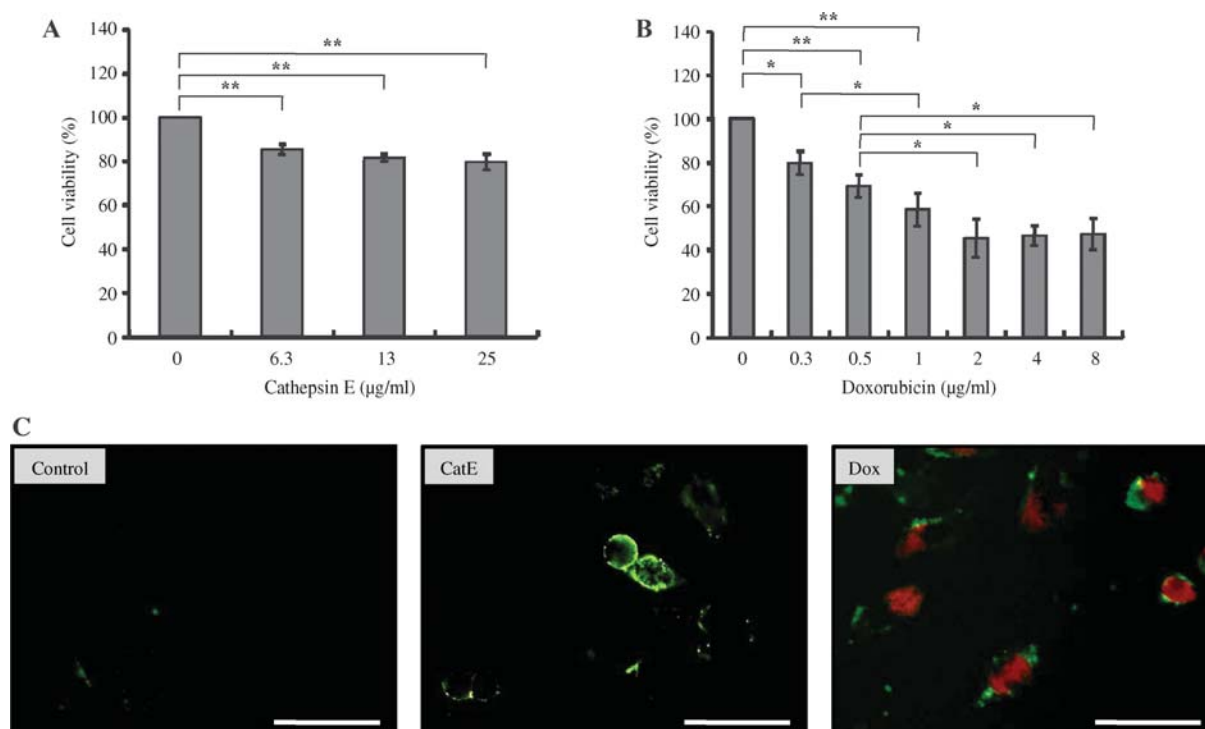 A
Cell viability (%)
140
120
100
80
60
40
20
0
**
**
**
0 6.3 13 25
Cathepsin E (µg/ml)
B
Cell viability (%)
140
120
100
80
60
40
20
0
**
**
*
*
*
*
*
0 0.3 0.5 1 2 4 8
Doxorubicin (µg/ml)
C
Control
CatE
Dox